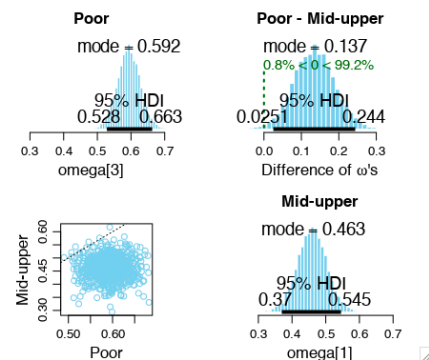 Poor
mode = 0.592
95% HDI
0.528 0.663
0.3 0.4 0.5 0.6 0.7
omega[3]
Poor - Mid-upper
mode = 0.137
0.8% < 0 < 99.2%
95% HDI
0.0251 0.244
0.0 0.1 0.2 0.3
Difference of ω's
Mid-upper
0.30 0.45 0.60
0.50 0.60
Poor
Mid-upper
mode = 0.463
95% HDI
0.37 0.545
0.3 0.4 0.5 0.6 0.7
omega[1]